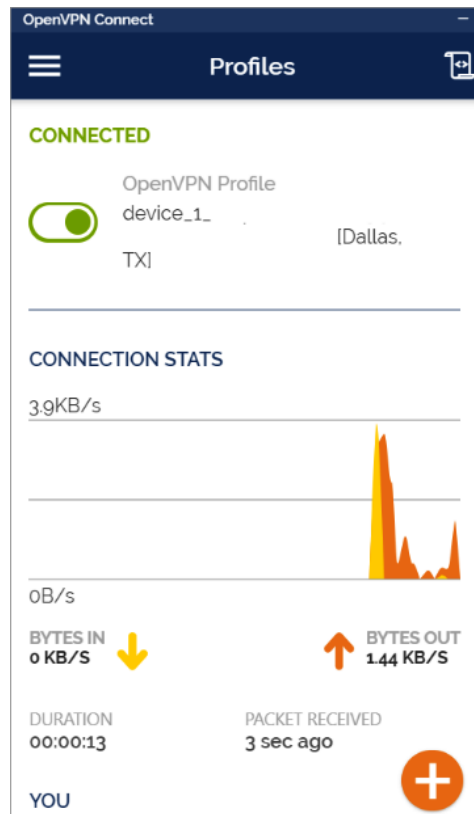 OpenVPN Connect
Profiles
CONNECTED
OpenVPN Profile
device_1_
[Dallas,
TX]
CONNECTION STATS
3.9KB/s
0B/s
BYTES IN
0 KB/S
BYTES OUT
1.44 KB/S
DURATION
00:00:13
PACKET RECEIVED
3 sec ago
YOU